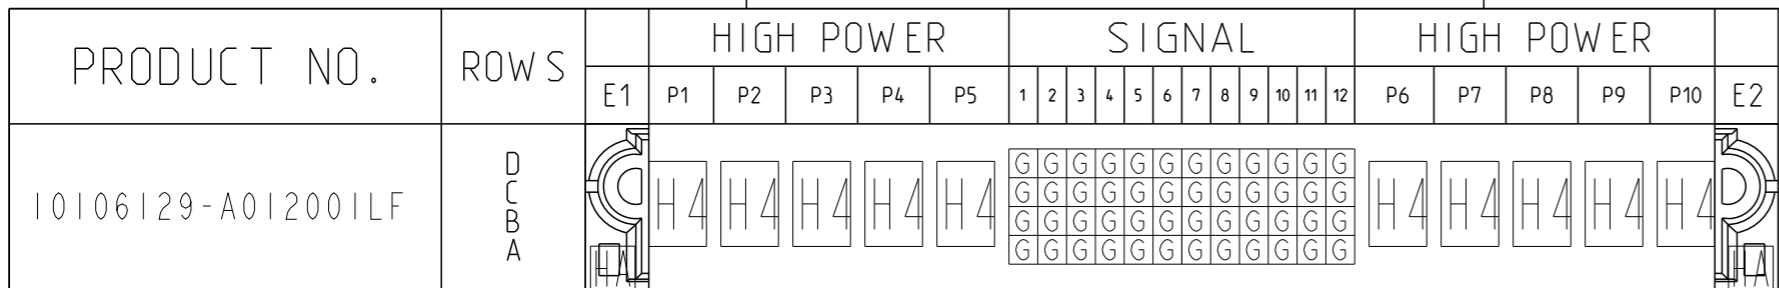 PRODUCT NO. ROWS HIGH POWER SIGNAL HIGH POWER
E1 P1 P2 P3 P4 P5 1 2 3 4 5 6 7 8 9 10 11 12 P6 P7 P8 P9 P10 E2
10106129-A012001LF
D
C
B
A
H4 H4 H4 H4 H4
G G G G G G G G G G G G
G G G G G G G G G G G G
G G G G G G G G G G G G
G G G G G G G G G G G G
H4 H4 H4 H4 H4